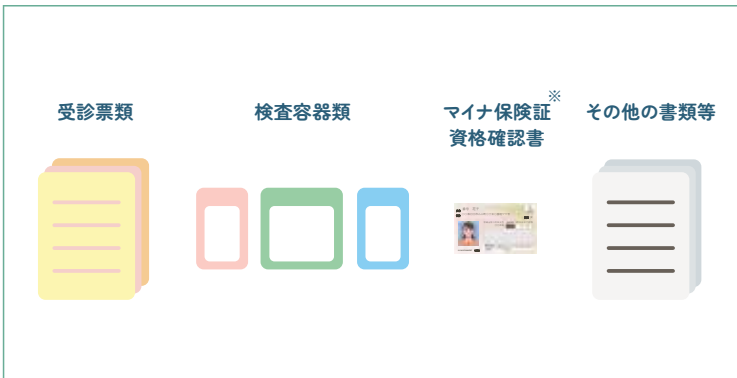 受診票類
検査容器類
マイナ保険証※
資格確認書
その他の書類等